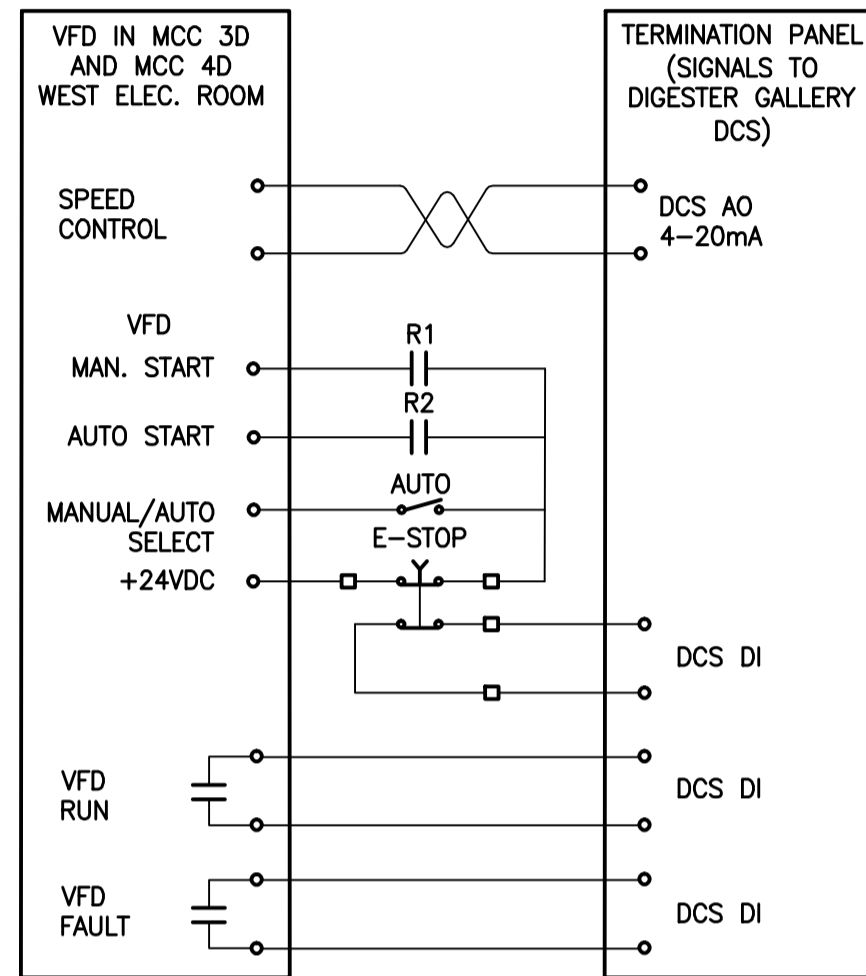 VFD IN MCC 3D
AND MCC 4D
WEST ELEC. ROOM
TERMINATION PANEL
(SIGNALS TO
DIGESTER GALLERY
DCS)
SPEED
CONTROL
DCS AO
4-20mA
VFD
MAN. START
R1
AUTO START
R2
MANUAL/AUTO
SELECT
AUTO
E-STOP
+24VDC
DCS DI
VFD
RUN
DCS DI
VFD
FAULT
DCS DI